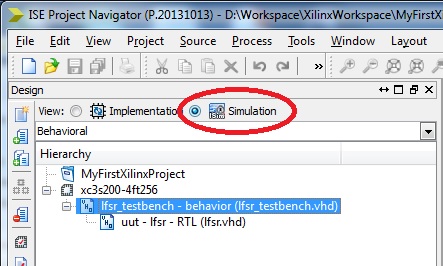 ISE Project Navigator (P.20131013) - D:\Workspace\XilinxWorkspace\MyFirstX
File Edit View Project Source Process Tools Window Layout
Design
View: Implementation Simulation
Behavioral
Hierarchy
MyFirstXilinxProject
xc3s200-4ft256
lfsr_testbench - behavior (lfsr_testbench.vhd)
uut - lfsr - RTL (lfsr.vhd)